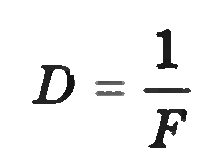 D = 1/F